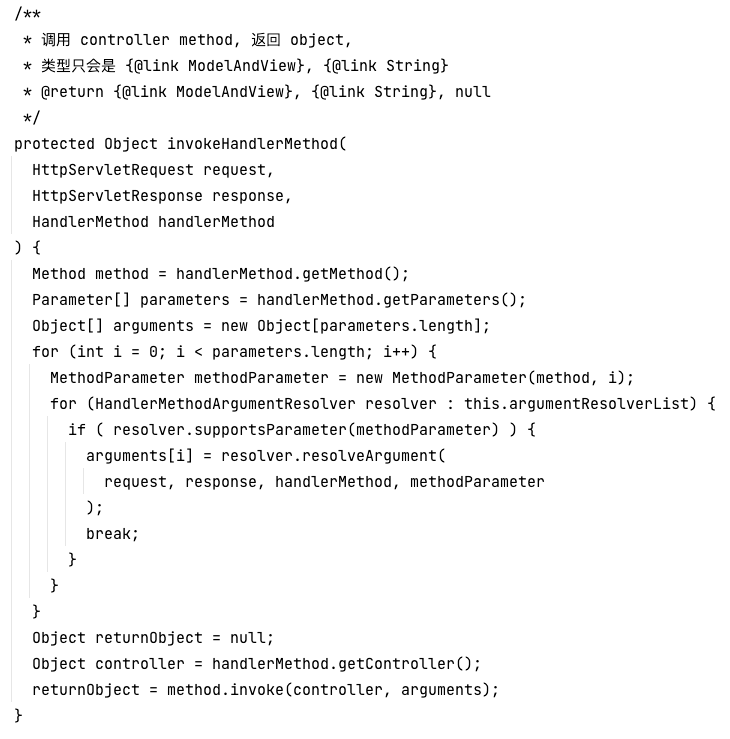 /**
 * 调用 controller method, 返回 object,
 * 类型只会是 {@link ModelAndView}, {@link String}
 * @return {@link ModelAndView}, {@link String}, null
 */
protected Object invokeHandlerMethod(
  HttpServletRequest request,
  HttpServletResponse response,
  HandlerMethod handlerMethod
) {
  Method method = handlerMethod.getMethod();
  Parameter[] parameters = handlerMethod.getParameters();
  Object[] arguments = new Object[parameters.length];
  for (int i = 0; i < parameters.length; i++) {
    MethodParameter methodParameter = new MethodParameter(method, i);
    for (HandlerMethodArgumentResolver resolver : this.argumentResolverList) {
      if ( resolver.supportsParameter(methodParameter) ) {
        arguments[i] = resolver.resolveArgument(
          request, response, handlerMethod, methodParameter
        );
        break;
      }
    }
  }
  Object returnObject = null;
  Object controller = handlerMethod.getController();
  returnObject = method.invoke(controller, arguments);
}